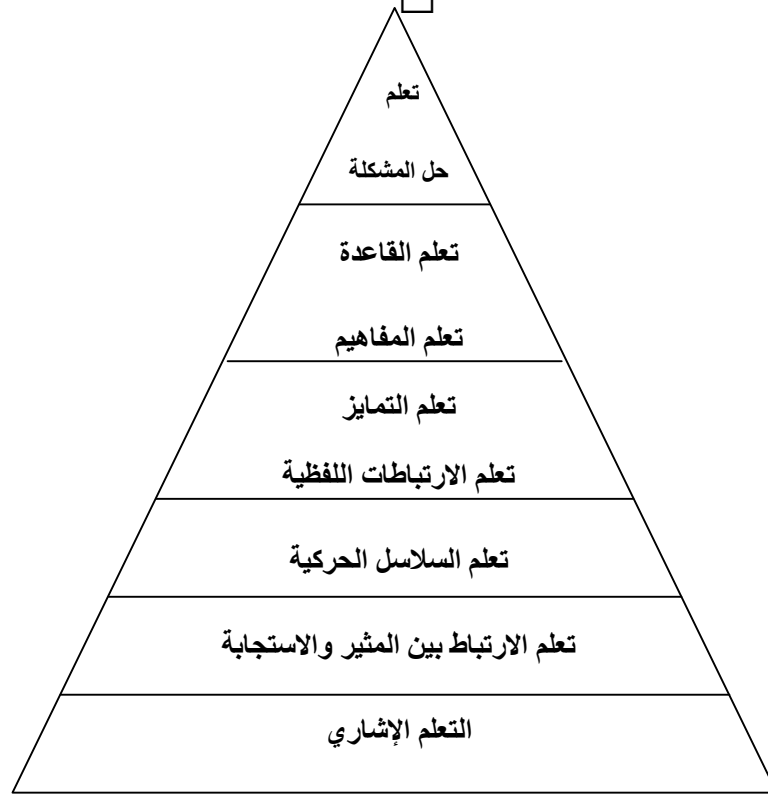 تعلم
حل المشكلة
تعلم القاعدة
تعلم المفاهيم
تعلم التمايز
تعلم الارتباطات اللفظية
تعلم السلاسل الحركية
تعلم الارتباط بين المثير والاستجابة
التعلم الإشاري